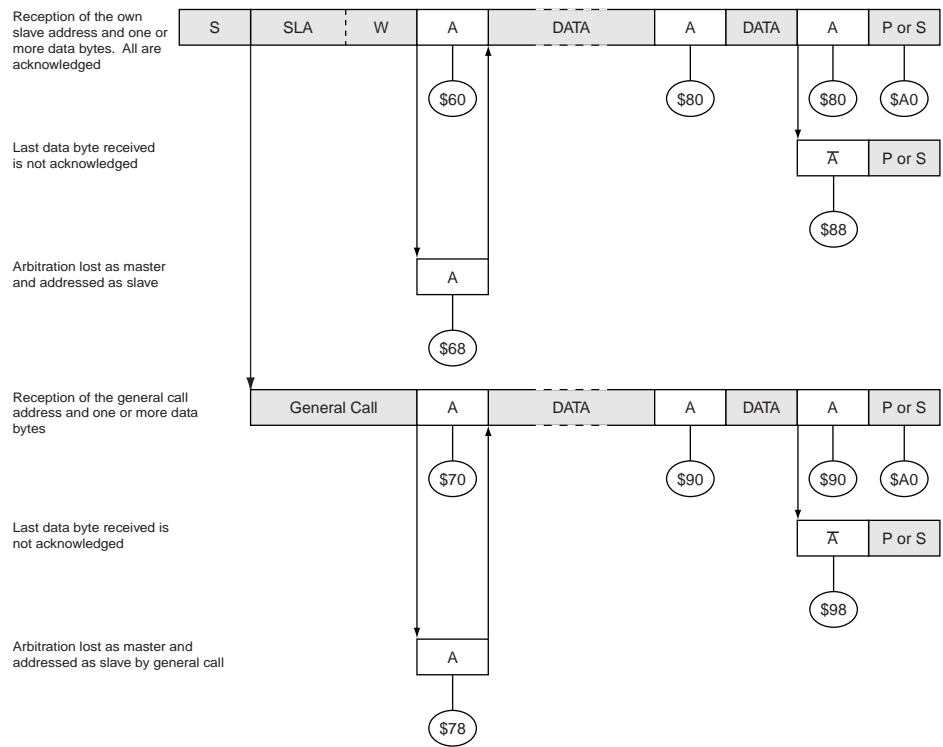 Reception of the own
slave address and one or
more data bytes. All are
acknowledged
S SLA W A DATA A DATA A P or S
$60 $80 $80 $A0
Last data byte received
is not acknowledged
A̅ P or S
$88
Arbitration lost as master
and addressed as slave
A
$68
Reception of the general call
address and one or more data
bytes
General Call A DATA A DATA A P or S
$70 $90 $90 $A0
Last data byte received is
not acknowledged
A̅ P or S
$98
Arbitration lost as master and
addressed as slave by general call
A
$78